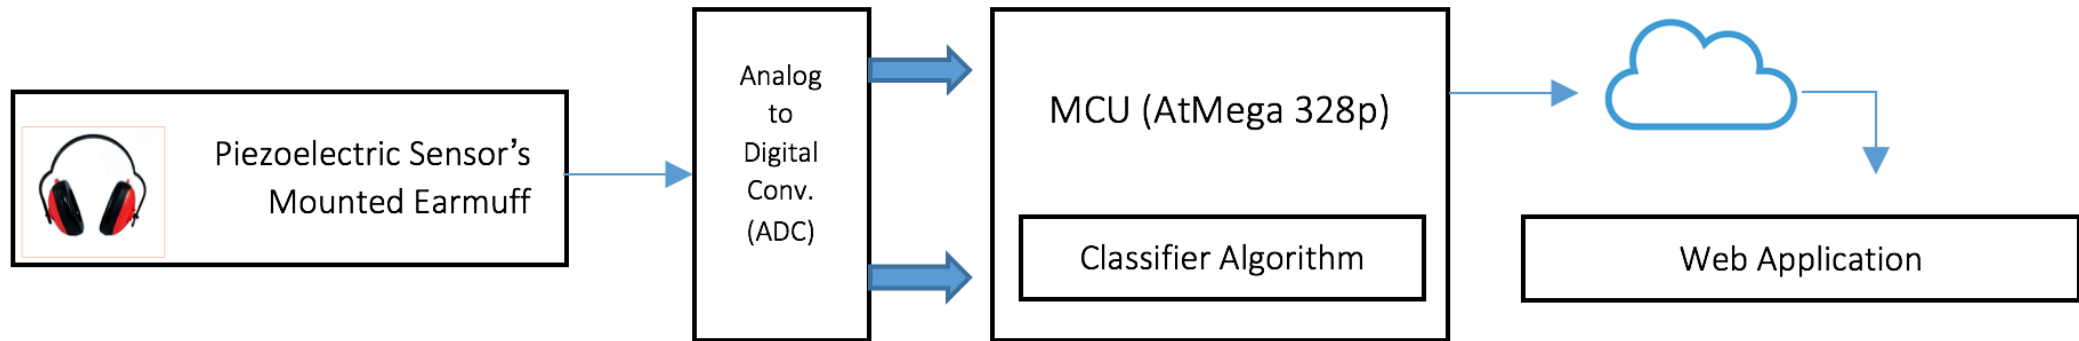 Piezoelectric Sensor’s
Mounted Earmuff
Analog
to
Digital
Conv.
(ADC)
MCU (AtMega 328p)
Classifier Algorithm
Web Application